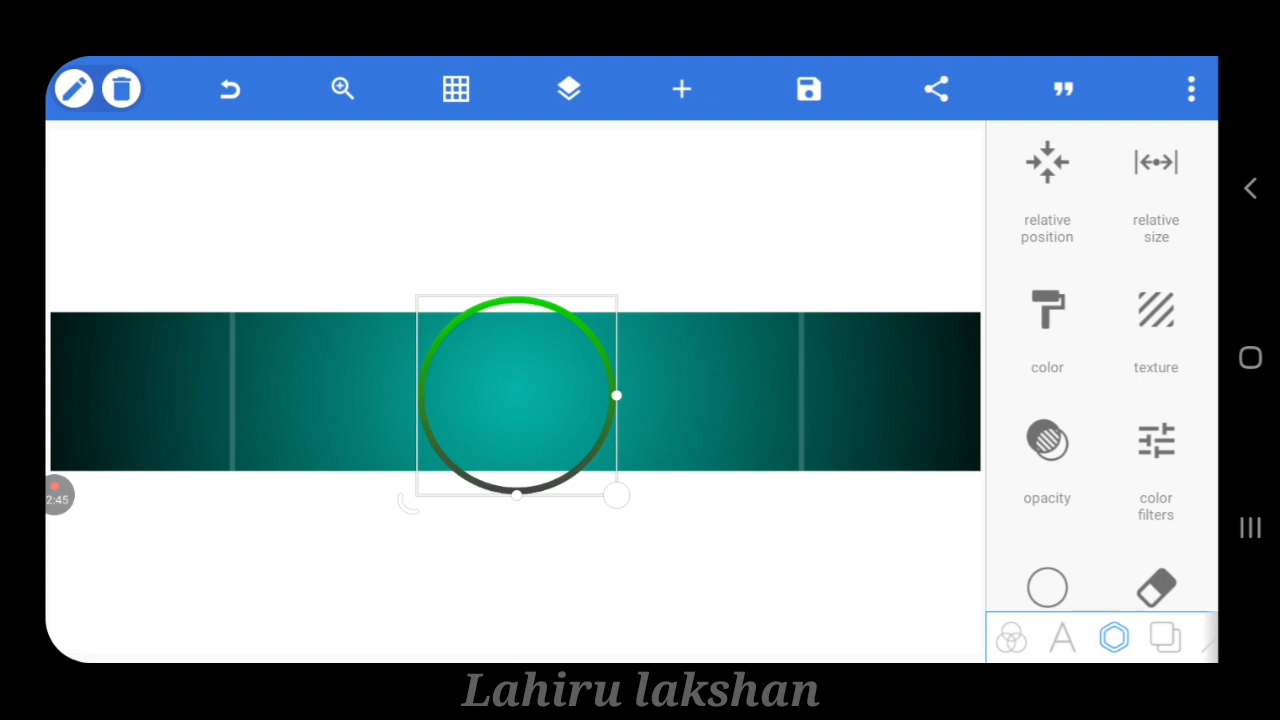 relative
position
relative
size
color
texture
opacity
color
filters
2:45
Lahiru lakshan